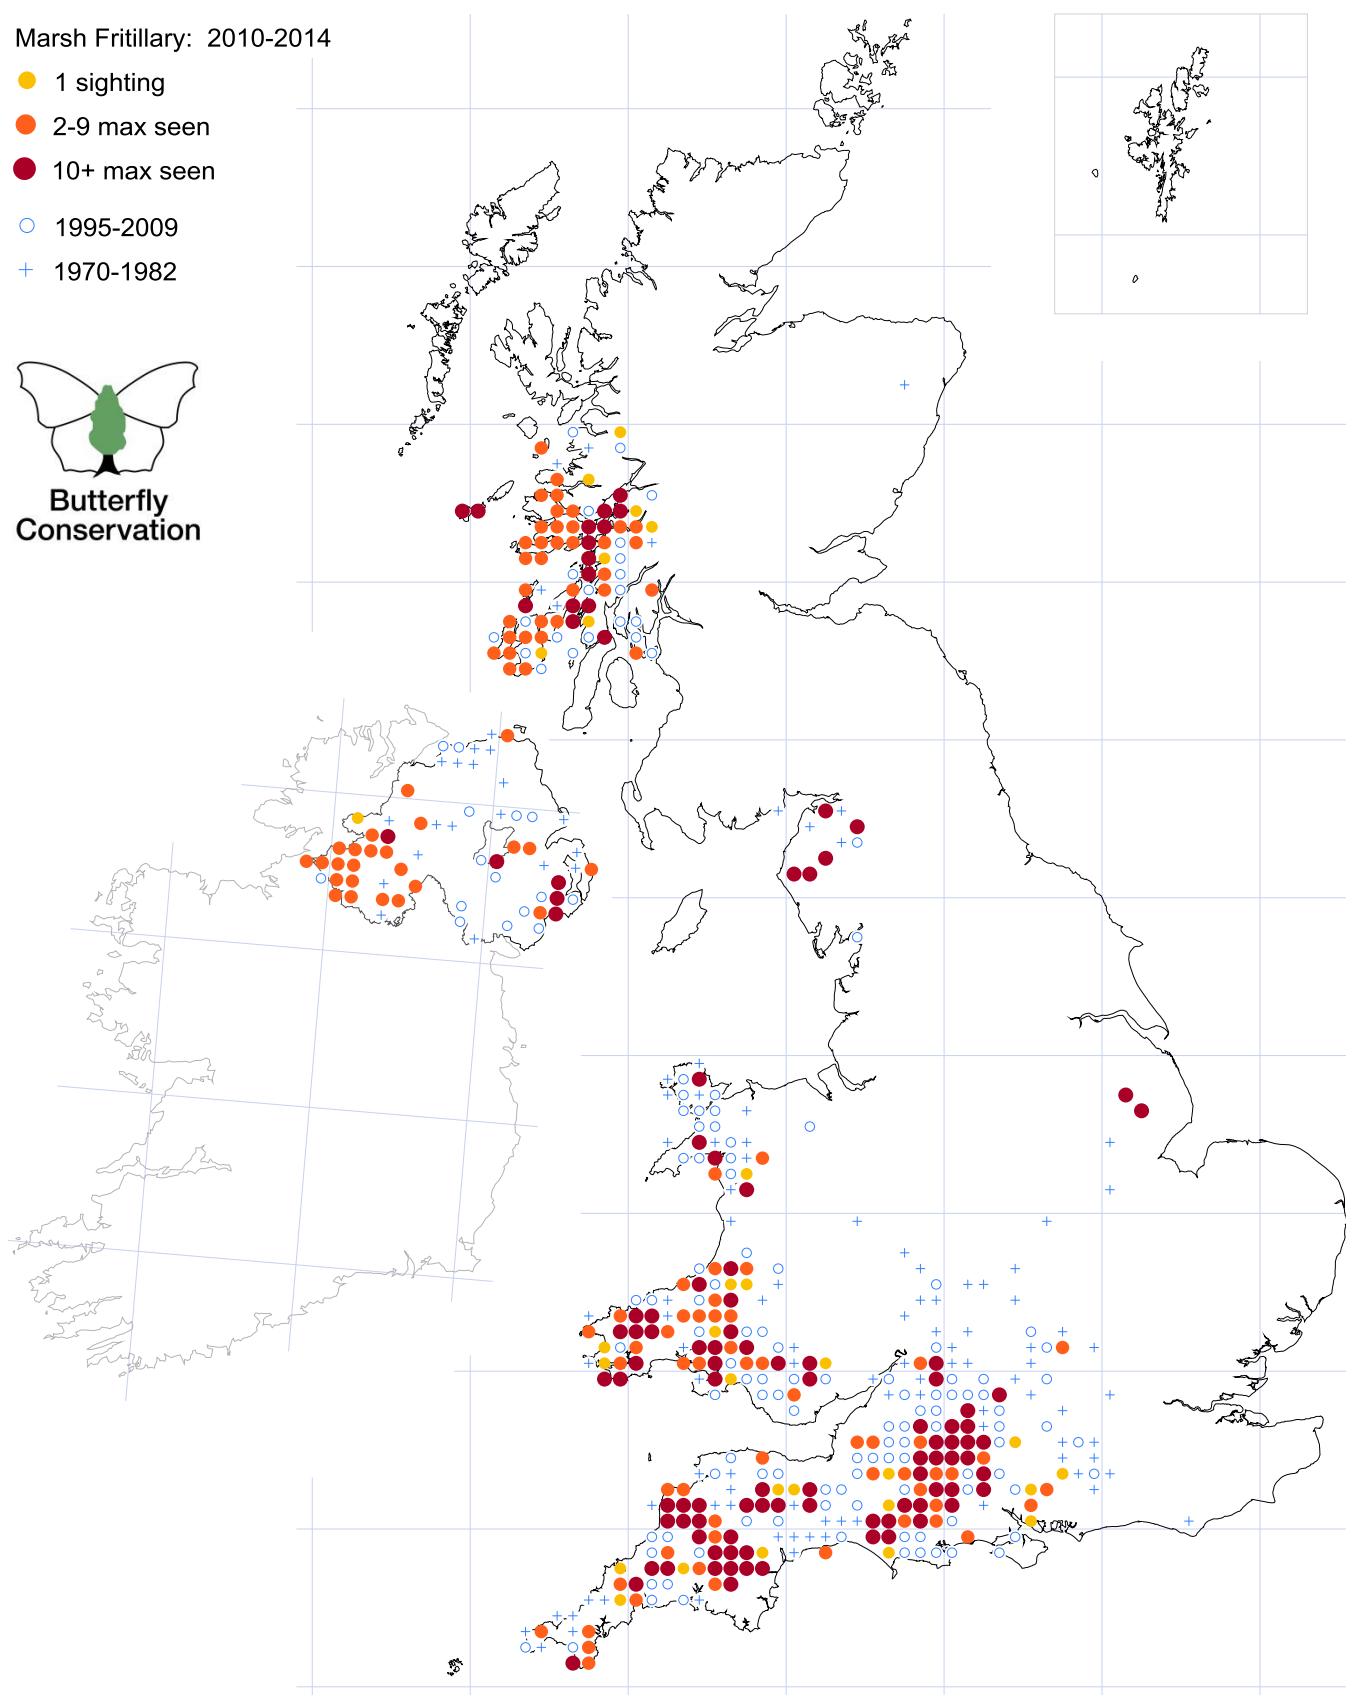 Marsh Fritillary: 2010-2014
1 sighting
2-9 max seen
10+ max seen
1995-2009
1970-1982
Butterfly
Conservation